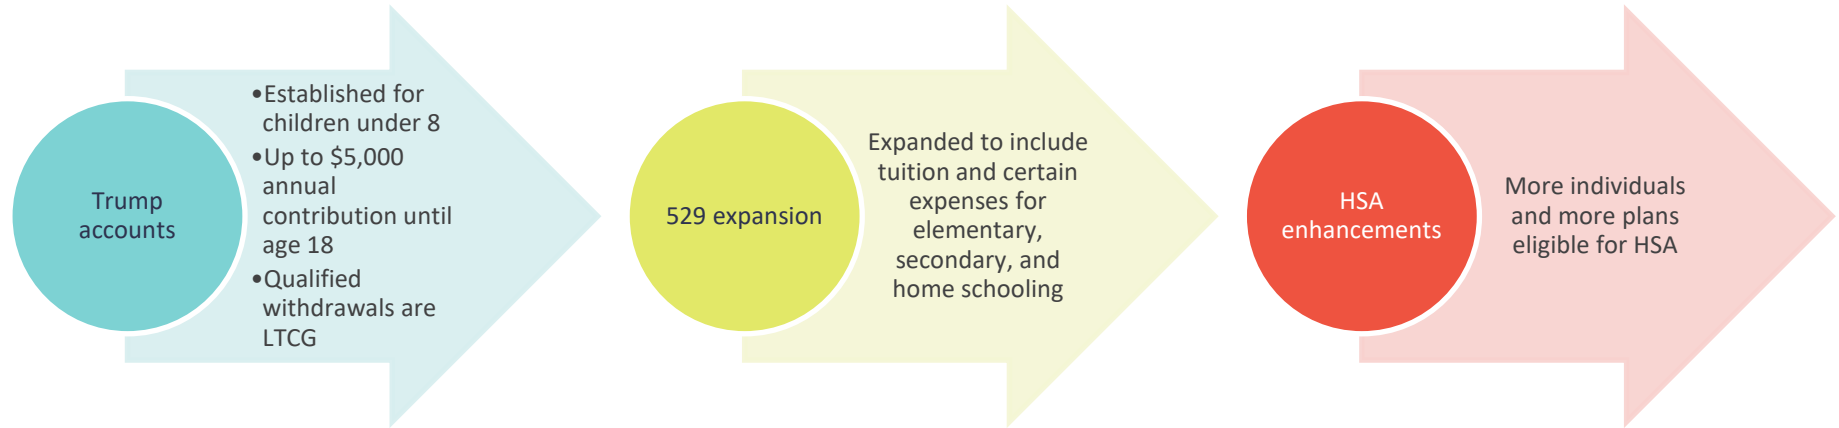 Trump
accounts
•Established for
children under 8
•Up to $5,000
annual
contribution until
age 18
•Qualified
withdrawals are
LTCG
529 expansion
Expanded to include
tuition and certain
expenses for
elementary,
secondary, and
home schooling
HSA
enhancements
More individuals
and more plans
eligible for HSA